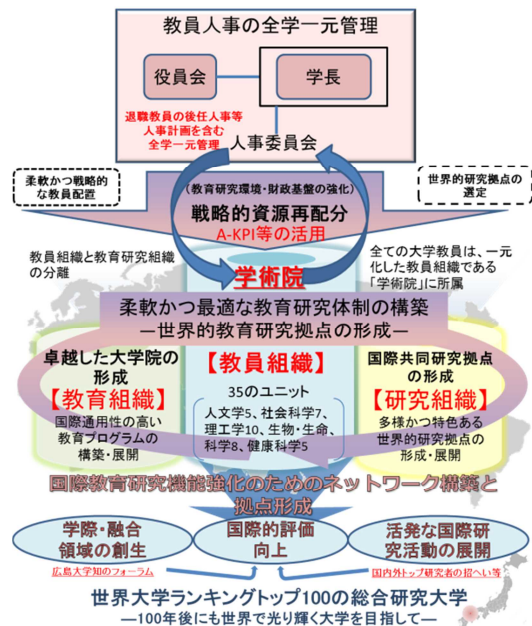 教員人事の全学一元管理
役員会
学長
退職教員の後任人事等
人事計画を含む
全学一元管理
人事委員会
柔軟かつ戦略的
な教員配置
世界的研究拠点の
選定
(教育研究環境・財政基盤の強化)
戦略的資源再配分
A-KPI等の活用
教員組織と教育研究組織
の分離
全ての大学教員は、一元
化した教員組織である
「学術院」に所属
学術院
柔軟かつ最適な教育研究体制の構築
―世界的教育研究拠点の形成―
卓越した大学院の
形成
【教育組織】
国際通用性の高い
教育プログラムの
構築・展開
【教員組織】
35のユニット
人文学5、社会科学7、
理工学10、生物・生命、
科学8、健康科学5
国際共同研究拠点
の形成
【研究組織】
多様かつ特色ある
世界的研究拠点の
形成・展開
国際教育研究機能強化のためのネットワーク構築と
拠点形成
学際・融合
領域の創生
国際的評価
向上
活発な国際研
究活動の展開
広島大学知のフォーラム
国内外トップ研究者の招へい等
世界大学ランキングトップ100の総合研究大学
―100年後にも世界で光り輝く大学を目指して―